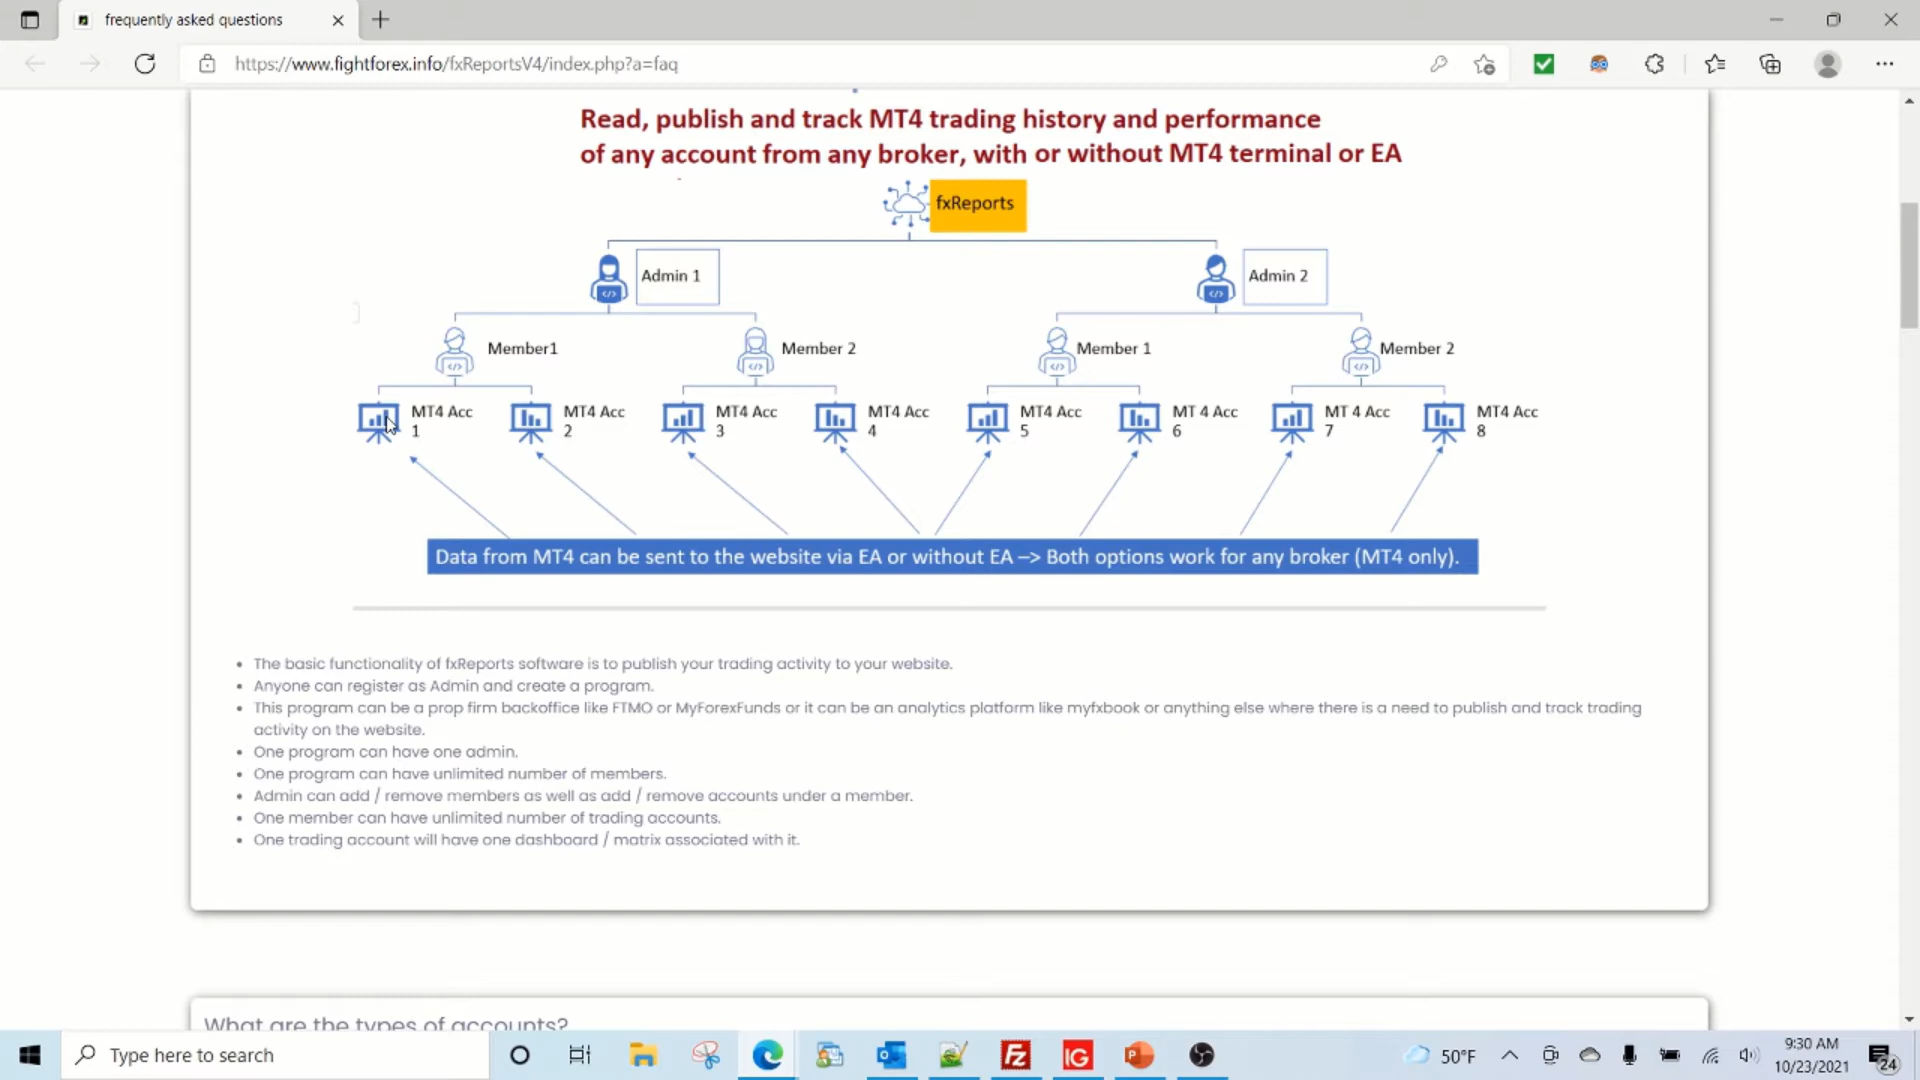 frequently asked questions
https://www.fightforex.info/fxReportsV4/index.php?a=faq
Read, publish and track MT4 trading history and performance
of any account from any broker, with or without MT4 terminal or EA
fxReports
Admin 1
Admin 2
Member1
Member 2
Member 1
Member 2
MT4 Acc
1
MT4 Acc
2
MT4 Acc
3
MT4 Acc
4
MT4 Acc
5
MT 4 Acc
6
MT 4 Acc
7
MT4 Acc
8
Data from MT4 can be sent to the website via EA or without EA –> Both options work for any broker (MT4 only).
The basic functionality of fxReports software is to publish your trading activity to your website.
Anyone can register as Admin and create a program.
This program can be a prop firm backoffice like FTMO or MyForexFunds or it can be an analytics platform like myfxbook or anything else where there is a need to publish and track trading
activity on the website.
One program can have one admin.
One program can have unlimited number of members.
Admin can add / remove members as well as add / remove accounts under a member.
One member can have unlimited number of trading accounts.
One trading account will have one dashboard / matrix associated with it.
What are the types of accounts?
Type here to search
Fz
IG
P
50°F
9:30 AM
10/23/2021
24